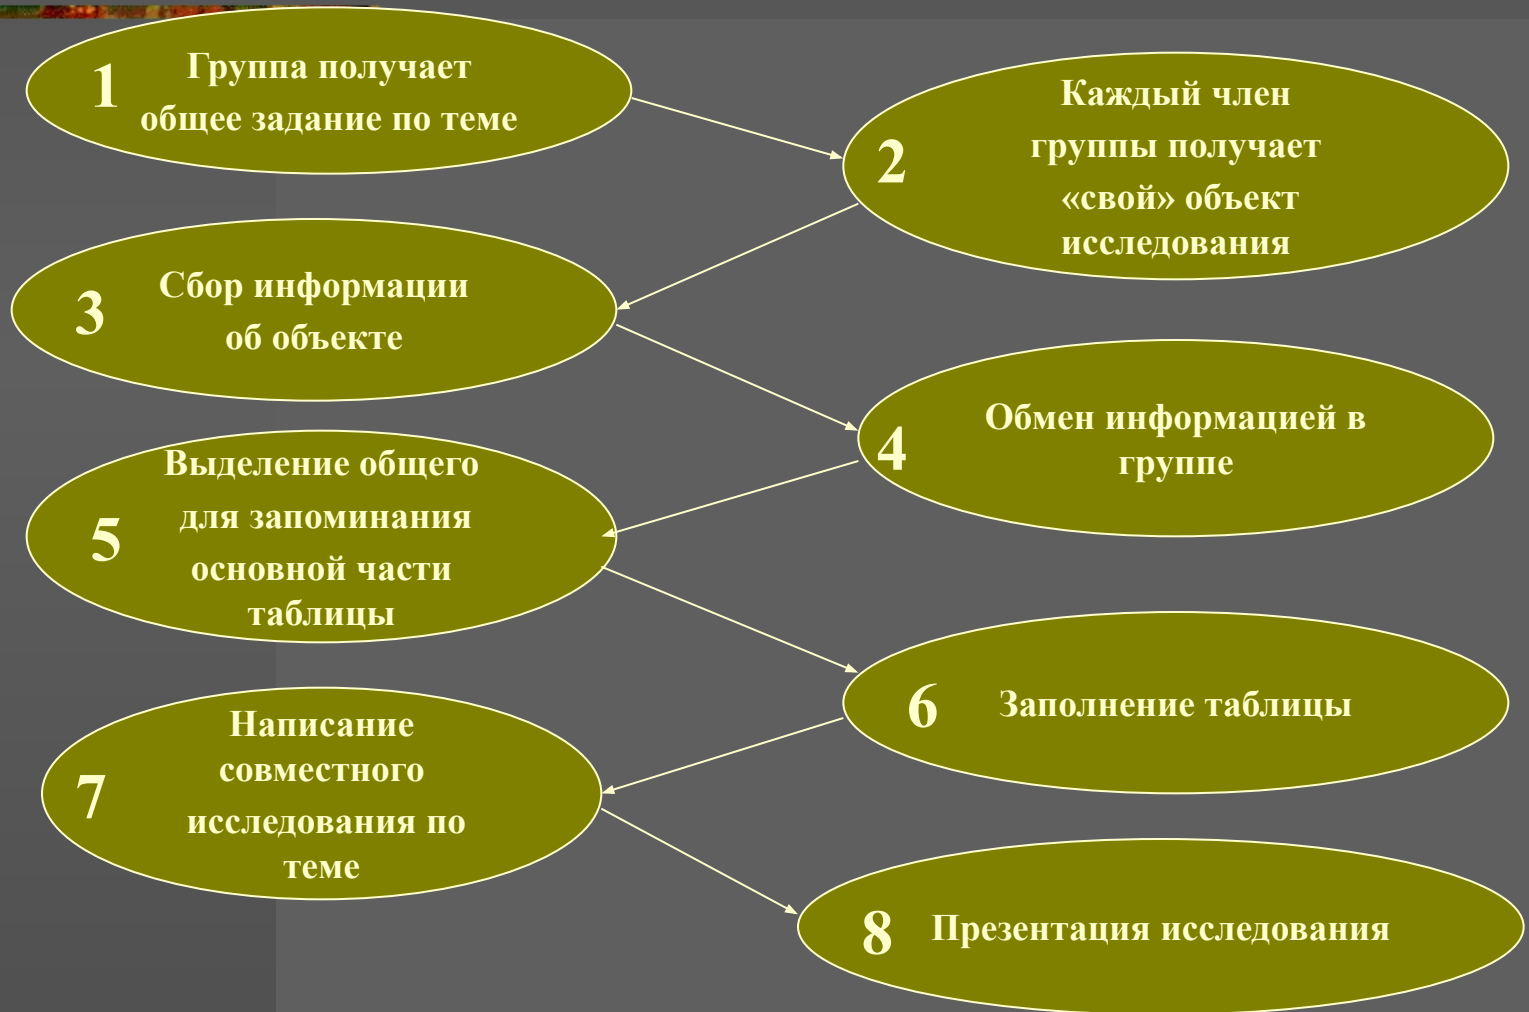 1
Группа получает
общее задание по теме
2
Каждый член
группы получает
«свой» объект
исследования
3
Сбор информации
об объекте
4
Обмен информацией в
группе
5
Выделение общего
для запоминания
основной части
таблицы
6
Заполнение таблицы
7
Написание
совместного
исследования по
теме
8
Презентация исследования